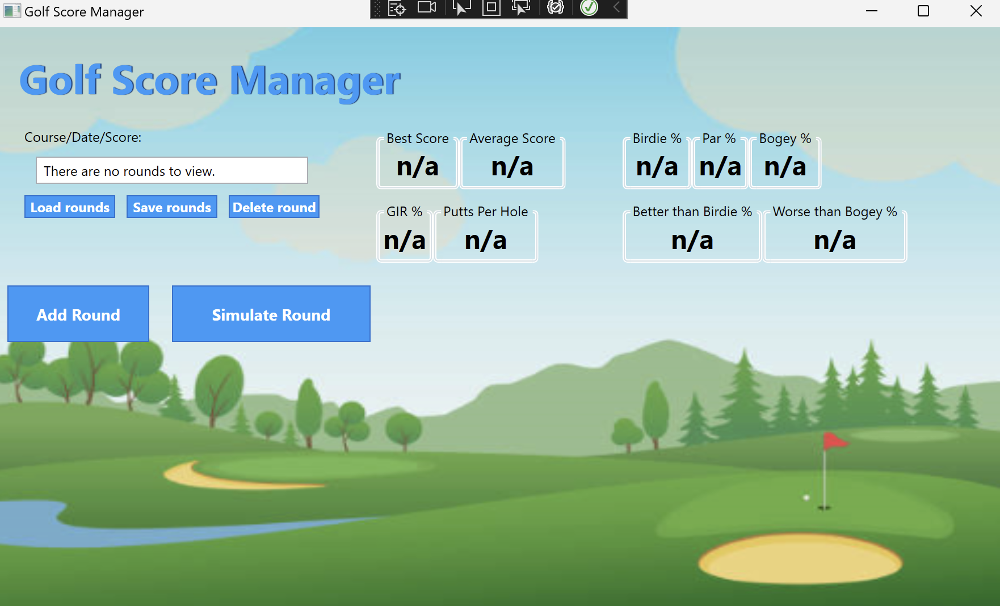 Golf Score Manager
Golf Score Manager
Course/Date/Score:
There are no rounds to view.
Load rounds Save rounds Delete round
Best Score Average Score
n/a n/a
GIR % Putts Per Hole
n/a n/a
Birdie % Par % Bogey %
n/a n/a n/a
Better than Birdie % Worse than Bogey %
n/a n/a
Add Round Simulate Round